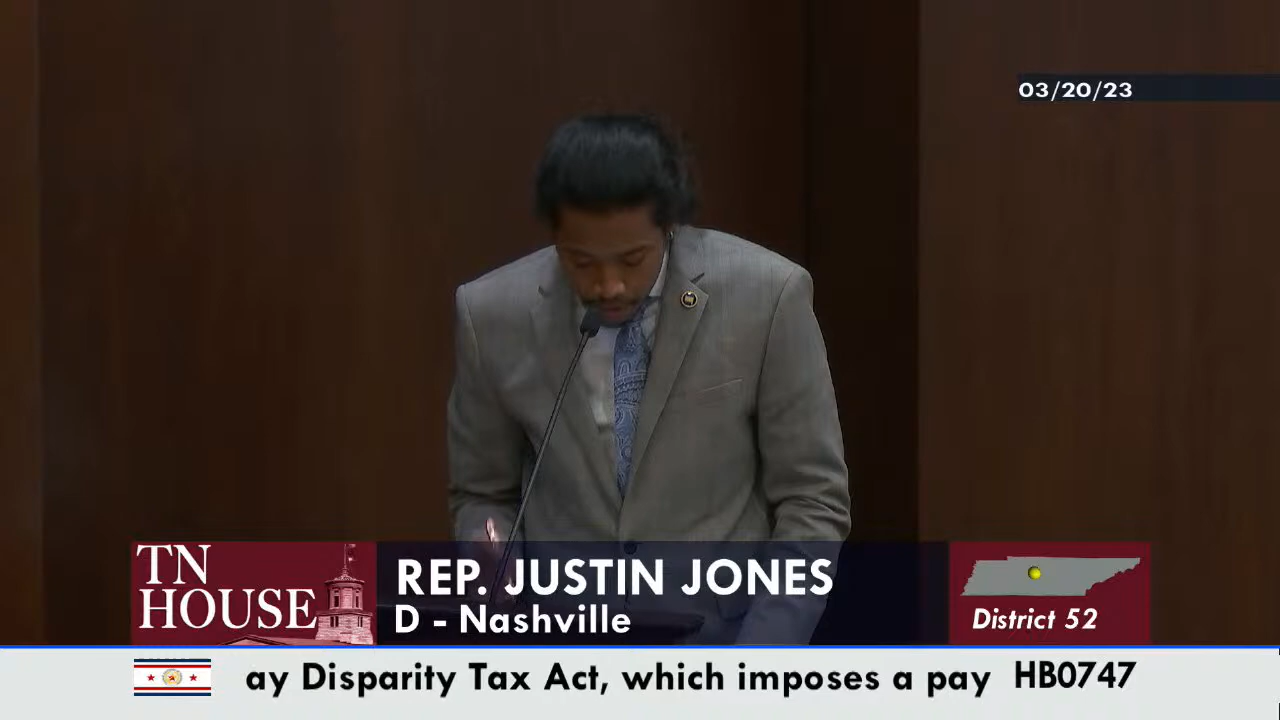 03/20/23
TN
HOUSE
REP. JUSTIN JONES
D - Nashville
District 52
ay Disparity Tax Act, which imposes a pay
HB0747